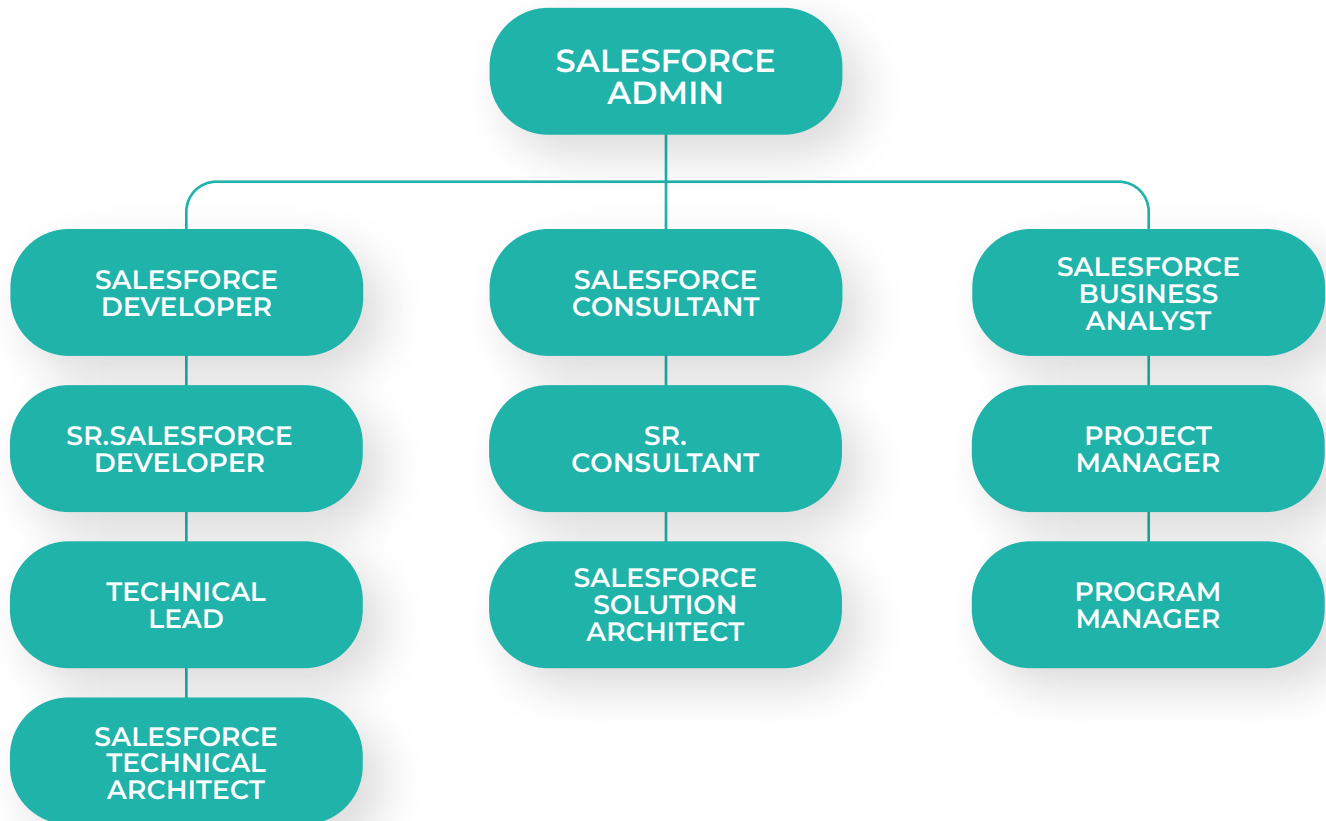 SALESFORCE
ADMIN
SALESFORCE
DEVELOPER
SALESFORCE
CONSULTANT
SALESFORCE
BUSINESS
ANALYST
SR.SALESFORCE
DEVELOPER
SR.
CONSULTANT
PROJECT
MANAGER
TECHNICAL
LEAD
SALESFORCE
SOLUTION
ARCHITECT
PROGRAM
MANAGER
SALESFORCE
TECHNICAL
ARCHITECT